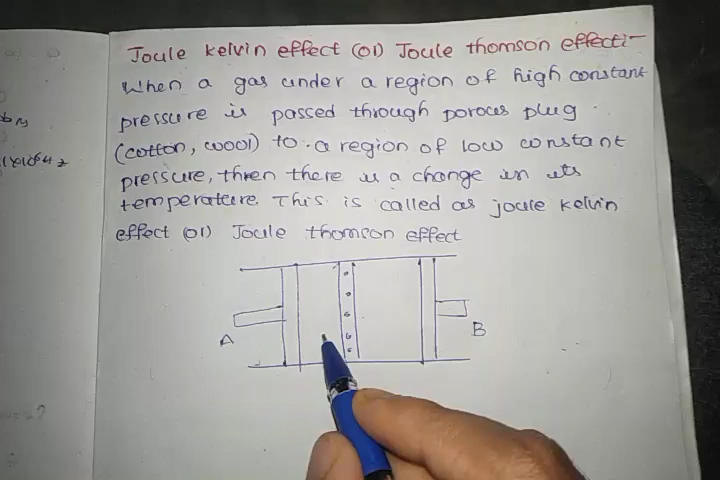 Joule kelvin effect (or) Joule thomson effect:-
When a gas under a region of high constant
pressure is passed through porous plug.
(cotton, wool) to a region of low constant
pressure, then there is a change in its
temperature. This is called as joule kelvin
effect (or) Joule thomson effect
A
B